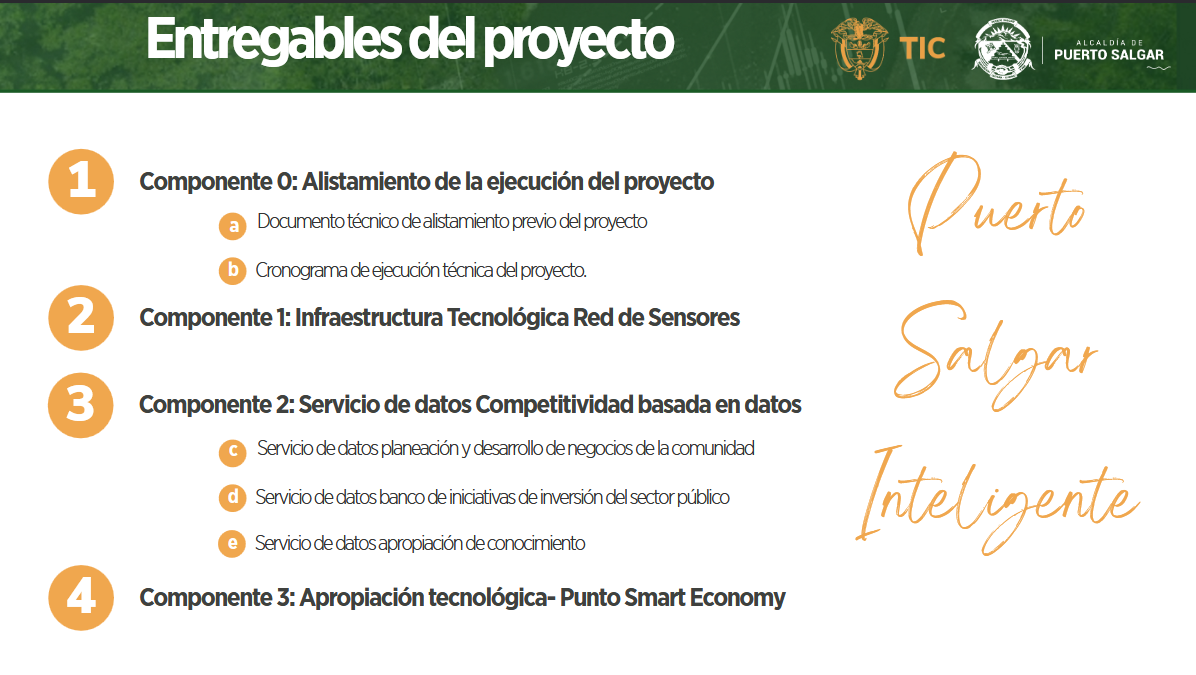 Entregables del proyecto
TIC
ALCALDÍA DE
PUERTO SALGAR
1
Componente 0: Alistamiento de la ejecución del proyecto
a Documento técnico de alistamiento previo del proyecto
b Cronograma de ejecución técnica del proyecto.
2
Componente 1: Infraestructura Tecnológica Red de Sensores
3
Componente 2: Servicio de datos Competitividad basada en datos
c Servicio de datos planeación y desarrollo de negocios de la comunidad
d Servicio de datos banco de iniciativas de inversión del sector público
e Servicio de datos apropiación de conocimiento
4
Componente 3: Apropiación tecnológica- Punto Smart Economy
Puerto
Salgar
Inteligente